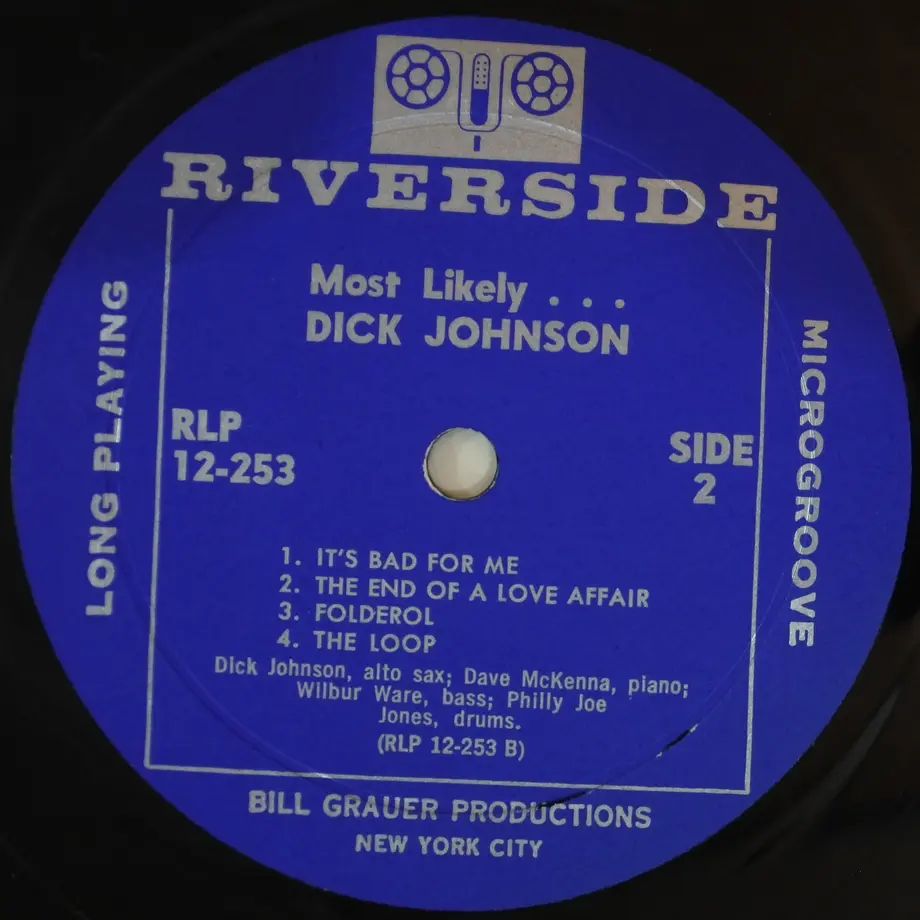 RIVERSIDE
Most Likely . . .
DICK JOHNSON
LONG PLAYING
MICROGROOVE
RLP
12-253
SIDE
2
1. IT'S BAD FOR ME
2. THE END OF A LOVE AFFAIR
3. FOLDEROL
4. THE LOOP
Dick Johnson, alto sax; Dave McKenna, piano;
Wilbur Ware, bass; Philly Joe
Jones, drums.
(RLP 12-253 B)
BILL GRAUER PRODUCTIONS
NEW YORK CITY